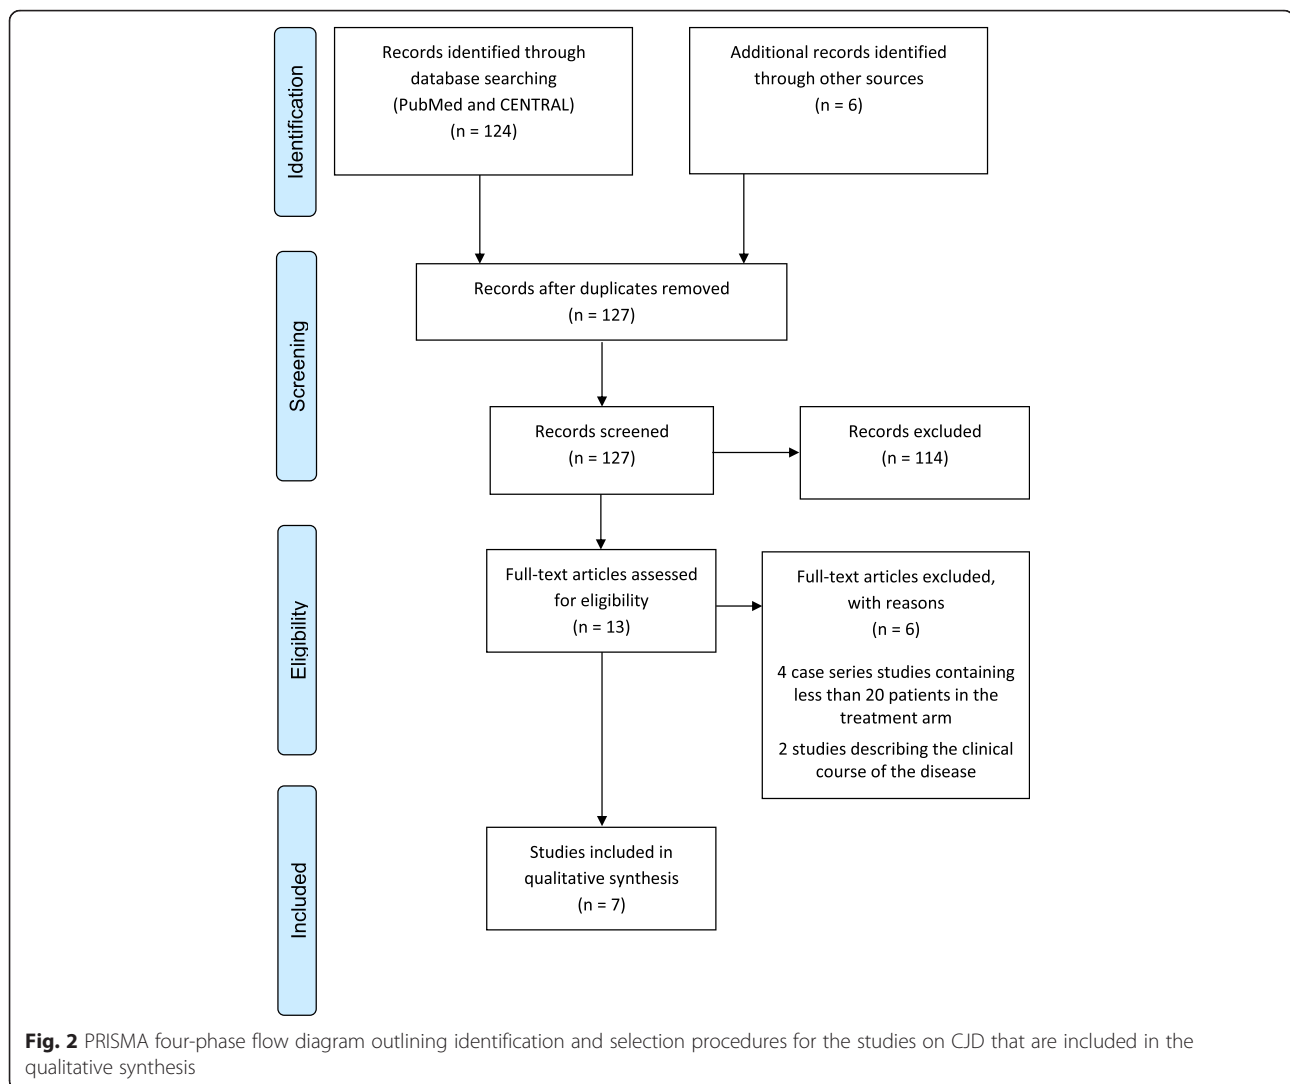 Identification
Records identified through
database searching
(PubMed and CENTRAL)
(n = 124)
Additional records identified
through other sources
(n = 6)
Screening
Records after duplicates removed
(n = 127)
Records screened
(n = 127)
Records excluded
(n = 114)
Eligibility
Full-text articles assessed
for eligibility
(n = 13)
Full-text articles excluded,
with reasons
(n = 6)
4 case series studies containing
less than 20 patients in the
treatment arm
2 studies describing the clinical
course of the disease
Included
Studies included in
qualitative synthesis
(n = 7)
Fig. 2 PRISMA four-phase flow diagram outlining identification and selection procedures for the studies on CJD that are included in the
qualitative synthesis